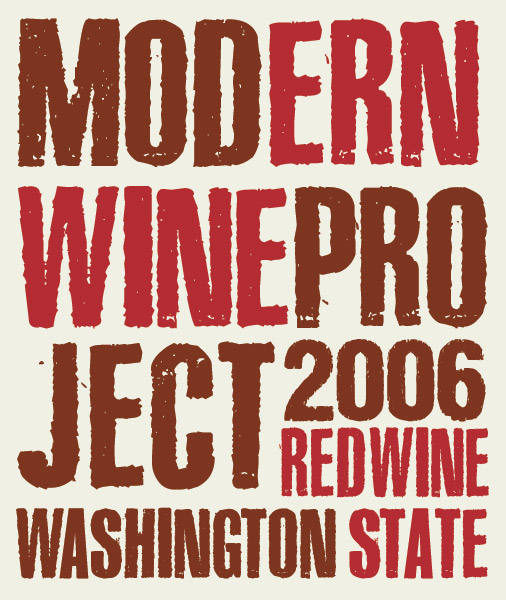 MODERN
WINEPRO
JECT 2006
REDWINE
WASHINGTON STATE